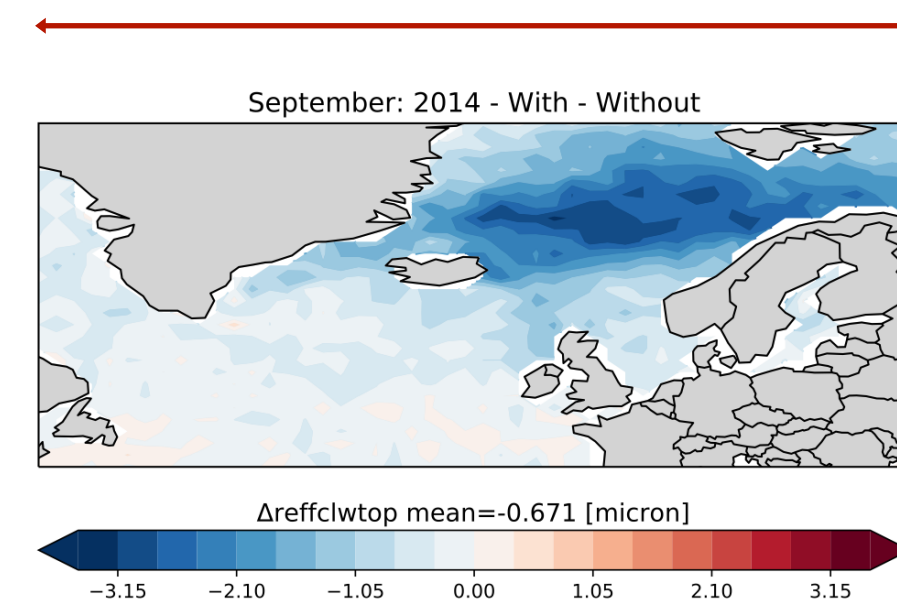 September: 2014 - With - Without
Δreffclwtop mean=-0.671 [micron]
−3.15 −2.10 −1.05 0.00 1.05 2.10 3.15